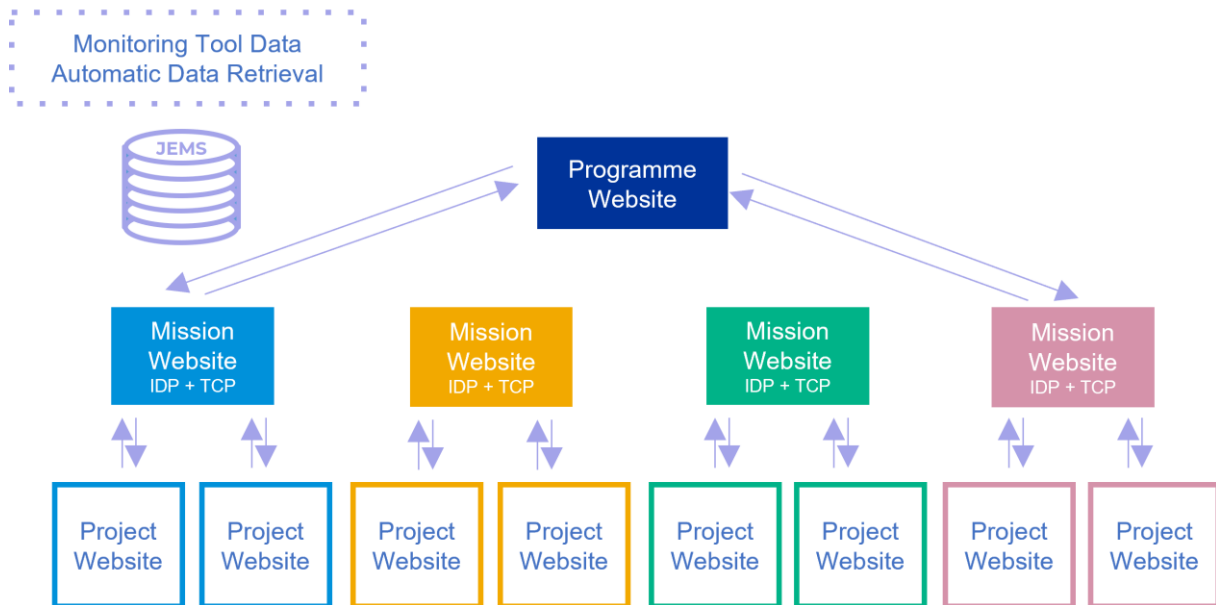 Monitoring Tool Data
Automatic Data Retrieval
JEMS
Programme
Website
Mission
Website
IDP + TCP
Mission
Website
IDP + TCP
Mission
Website
IDP + TCP
Mission
Website
IDP + TCP
Project
Website
Project
Website
Project
Website
Project
Website
Project
Website
Project
Website
Project
Website
Project
Website